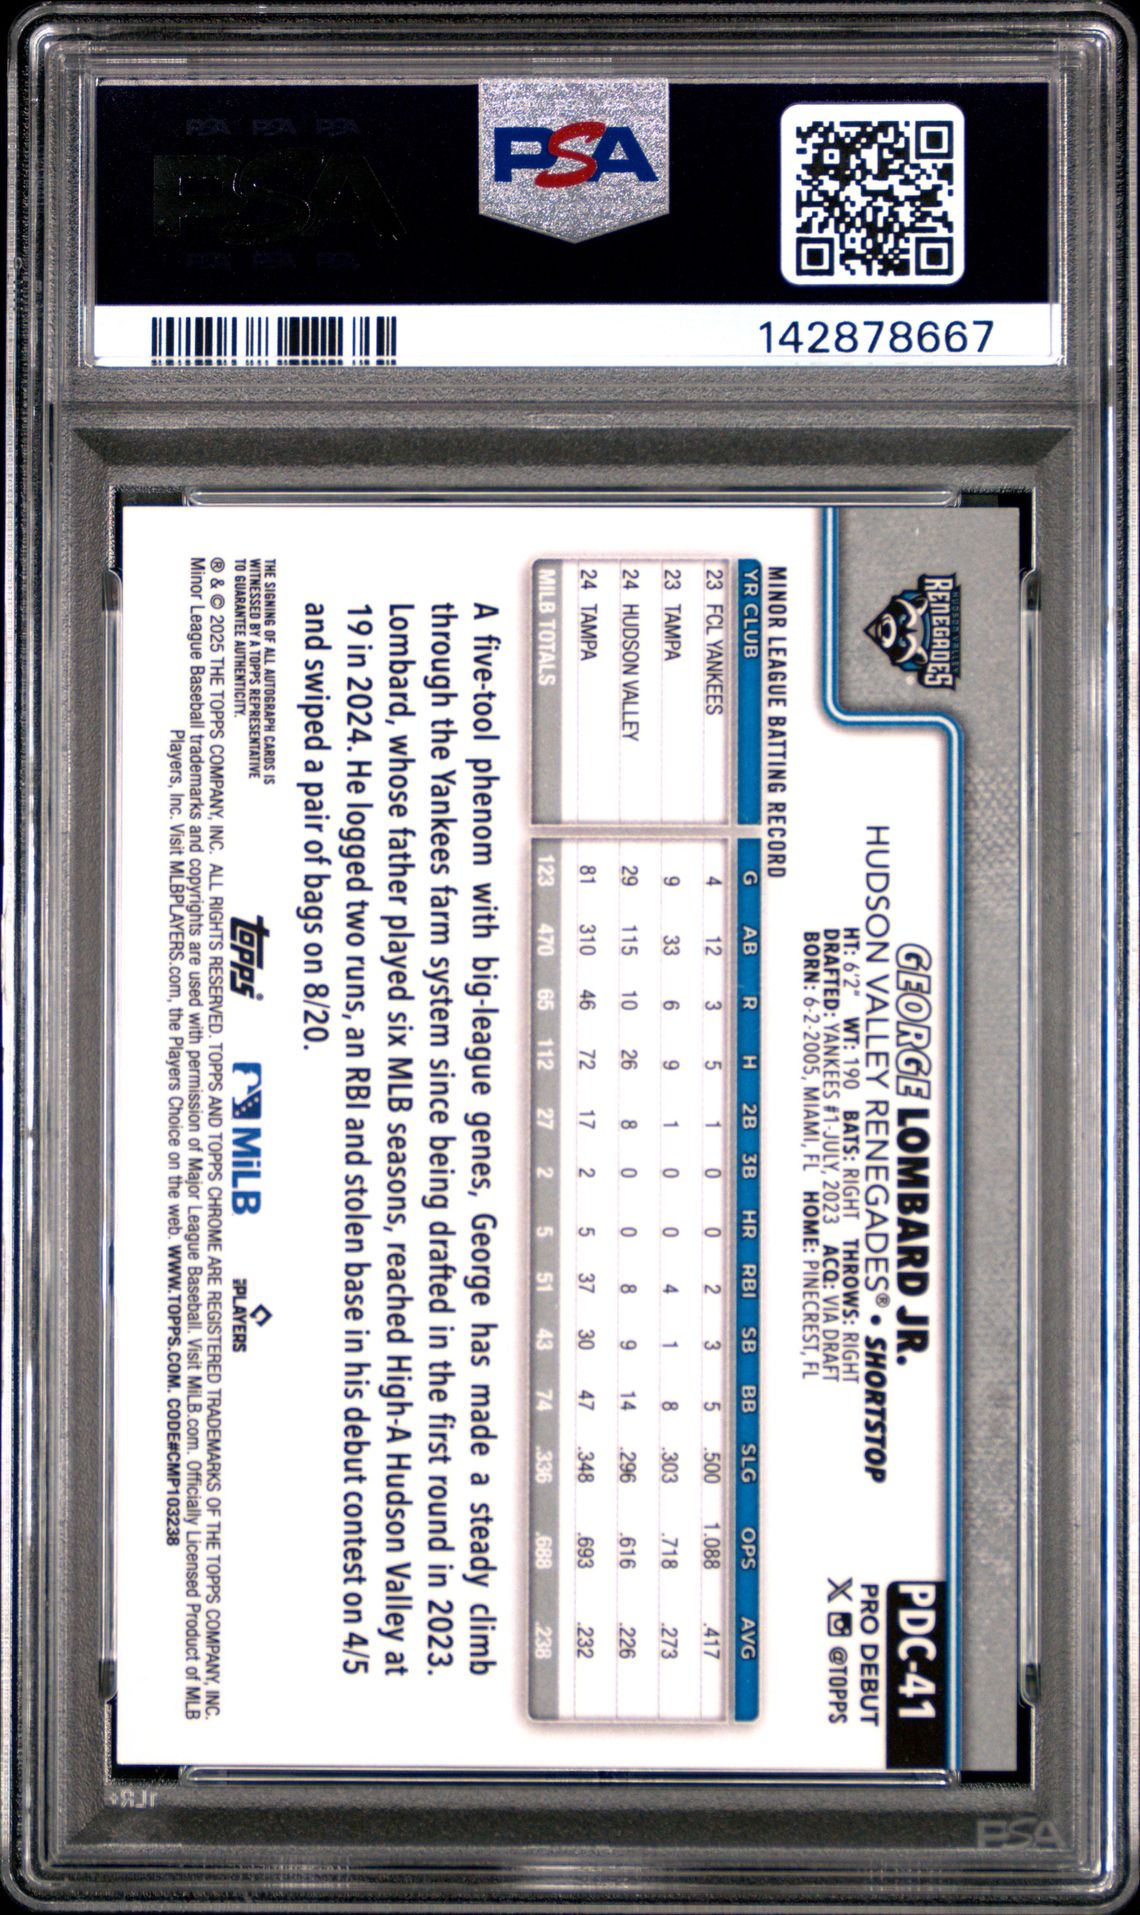 PSA PSA PSA
PSA
PSA PSA PSA
PSA
142878667
HUDSON VALLEY
RENEGADES
GEORGE LOMBARD JR.
HUDSON VALLEY RENEGADES® • SHORTSTOP
HT: 6'2" WT: 190 BATS: RIGHT THROWS: RIGHT
DRAFTED: YANKEES #1-JULY, 2023 ACQ: VIA DRAFT
BORN: 6-2-2005, MIAMI, FL HOME: PINECREST, FL
PDC-41
PRO DEBUT
X @TOPPS
MINOR LEAGUE BATTING RECORD
YR CLUB G AB R H 2B 3B HR RBI SB BB SLG OPS AVG
23 FCL YANKEES 4 12 3 5 1 0 0 2 3 5 .500 1.088 .417
23 TAMPA 9 33 6 9 1 0 0 4 1 8 .303 .718 .273
24 HUDSON VALLEY 29 115 10 26 8 0 0 8 9 14 .296 .616 .226
24 TAMPA 81 310 46 72 17 2 5 37 30 47 .348 .693 .232
MILB TOTALS 123 470 65 112 27 2 5 51 43 74 .336 .688 .238
A five-tool phenom with big-league genes, George has made a steady climb
through the Yankees farm system since being drafted in the first round in 2023.
Lombard, whose father played six MLB seasons, reached High-A Hudson Valley at
19 in 2024. He logged two runs, an RBI and stolen base in his debut contest on 4/5
and swiped a pair of bags on 8/20.
THE SIGNING OF ALL AUTOGRAPH CARDS IS
WITNESSED BY A TOPPS REPRESENTATIVE
TO GUARANTEE AUTHENTICITY.
topps®
MiLB
PLAYERS
® & © 2025 THE TOPPS COMPANY, INC. ALL RIGHTS RESERVED. TOPPS AND TOPPS CHROME ARE REGISTERED TRADEMARKS OF THE TOPPS COMPANY, INC.
Minor League Baseball trademarks and copyrights are used with permission of Major League Baseball. Visit MiLB.com. Officially Licensed Product of MLB
Players, Inc. Visit MLBPLAYERS.com, the Players Choice on the web. WWW.TOPPS.COM. CODE#CMP103238
PSA